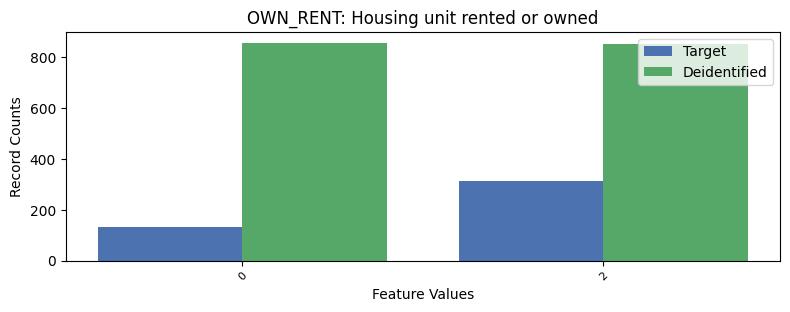 OWN_RENT: Housing unit rented or owned
Target
Deidentified
Record Counts
800
600
400
200
0
0
2
Feature Values